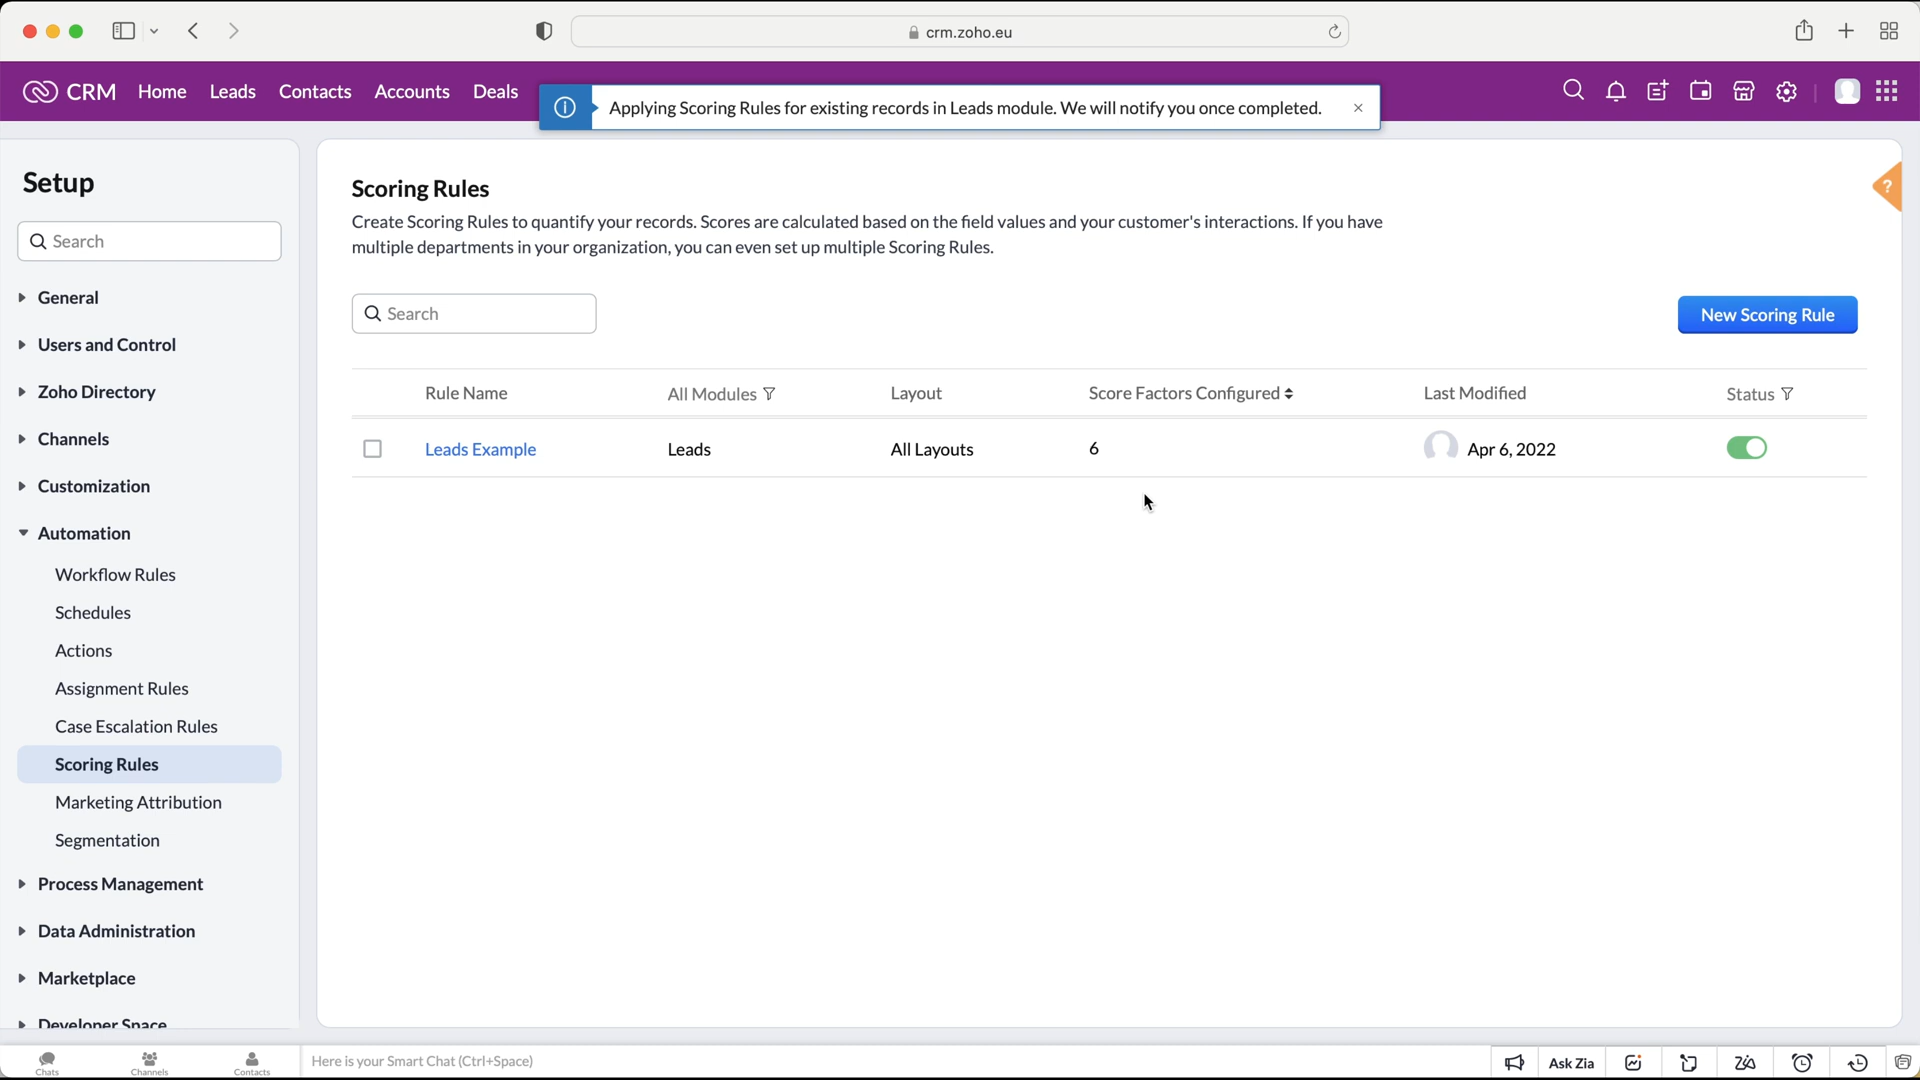 crm.zoho.eu
CRM Home Leads Contacts Accounts Deals
Applying Scoring Rules for existing records in Leads module. We will notify you once completed.
Setup
Search
General
Users and Control
Zoho Directory
Channels
Customization
Automation
Workflow Rules
Schedules
Actions
Assignment Rules
Case Escalation Rules
Scoring Rules
Marketing Attribution
Segmentation
Process Management
Data Administration
Marketplace
Developer Space
Scoring Rules
Create Scoring Rules to quantify your records. Scores are calculated based on the field values and your customer's interactions. If you have
multiple departments in your organization, you can even set up multiple Scoring Rules.
Search
New Scoring Rule
Rule Name All Modules Layout Score Factors Configured Last Modified Status
Leads Example Leads All Layouts 6 Apr 6, 2022
?
Chats Channels Contacts
Here is your Smart Chat (Ctrl+Space)
Ask Zia